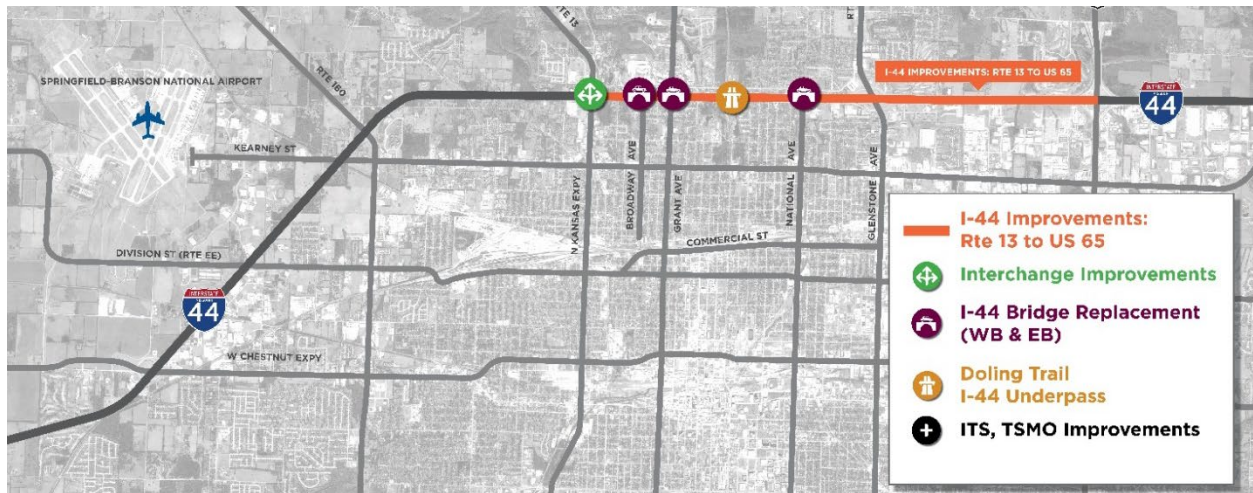 RTE 13
SPRINGFIELD-BRANSON NATIONAL AIRPORT
RTE 160
I-44 IMPROVEMENTS: RTE 13 TO US 65
INTERSTATE
44
KEARNEY ST
N KANSAS EXPY
BROADWAY AVE
GRANT AVE
NATIONAL AVE
GLENSTONE AVE
COMMERCIAL ST
DIVISION ST (RTE EE)
INTERSTATE
44
W CHESTNUT EXPY
I-44 Improvements:
Rte 13 to US 65
Interchange Improvements
I-44 Bridge Replacement
(WB & EB)
Doling Trail
I-44 Underpass
ITS, TSMO Improvements